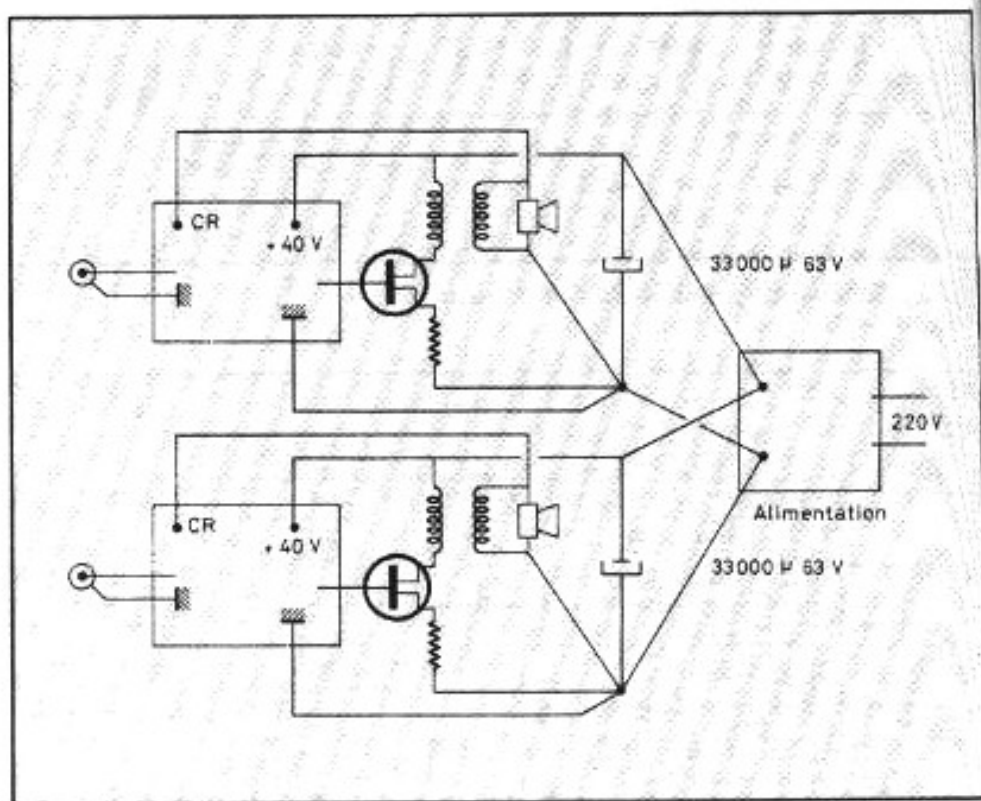 CR
+ 40 V
33000 µ 63 V
220 V
Alimentation
CR
+ 40 V
33000 µ 63 V